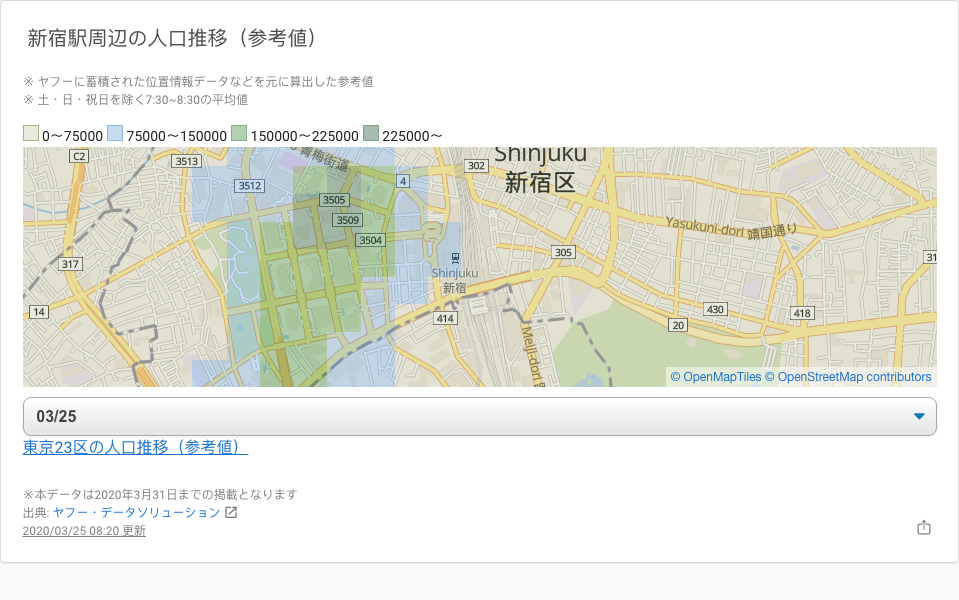 新宿駅周辺の人口推移（参考値）
※ ヤフーに蓄積された位置情報データなどを元に算出した参考値
※ 土・日・祝日を除く7:30~8:30の平均値
0〜75000 75000〜150000 150000〜225000 225000〜
C2
3513
青梅街道
302
Shinjuku
新宿区
3512
4
3505
3509
3504
Yasukuni-dori 靖国通り
305
31
317
Shinjuku
新宿
14
414
430
418
20
Meiji-dori
© OpenMapTiles © OpenStreetMap contributors
03/25
東京23区の人口推移（参考値）
※本データは2020年3月31日までの掲載となります
出典: ヤフー・データソリューション
2020/03/25 08:20 更新